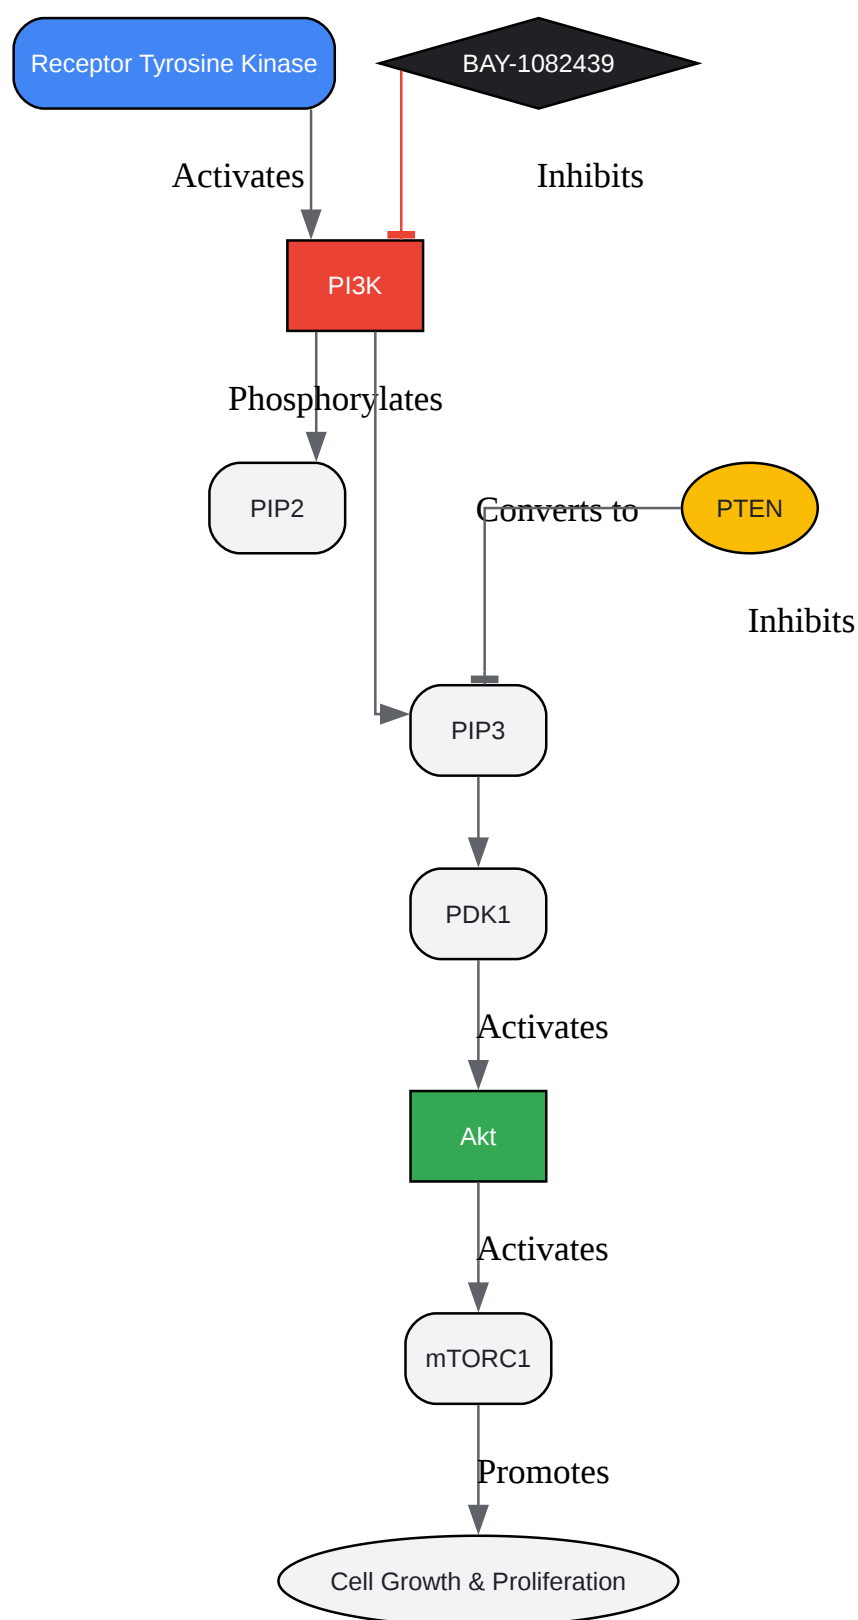 Receptor Tyrosine Kinase
BAY-1082439
Activates
Inhibits
PI3K
Phosphorylates
PIP2
Converts to
PTEN
Inhibits
PIP3
PDK1
Activates
Akt
Activates
mTORC1
Promotes
Cell Growth & Proliferation